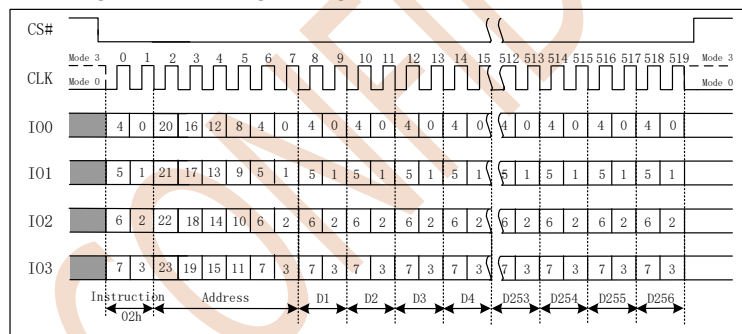 CS#
Mode 3 0 1 2 3 4 5 6 7 8 9 10 11 12 13 14 15 512 513 514 515 516 517 518 519 Mode 3
CLK
Mode 0 Mode 0
IO0 4 0 20 16 12 8 4 0 4 0 4 0 4 0 4 0 4 0 4 0 4 0 4 0
IO1 5 1 21 17 13 9 5 1 5 1 5 1 5 1 5 1 5 1 5 1 5 1 5 1
IO2 6 2 22 18 14 10 6 2 6 2 6 2 6 2 6 2 6 2 6 2 6 2 6 2
IO3 7 3 23 19 15 11 7 3 7 3 7 3 7 3 7 3 7 3 7 3 7 3 7 3
Instruction Address D1 D2 D3 D4 D253 D254 D255 D256
02h